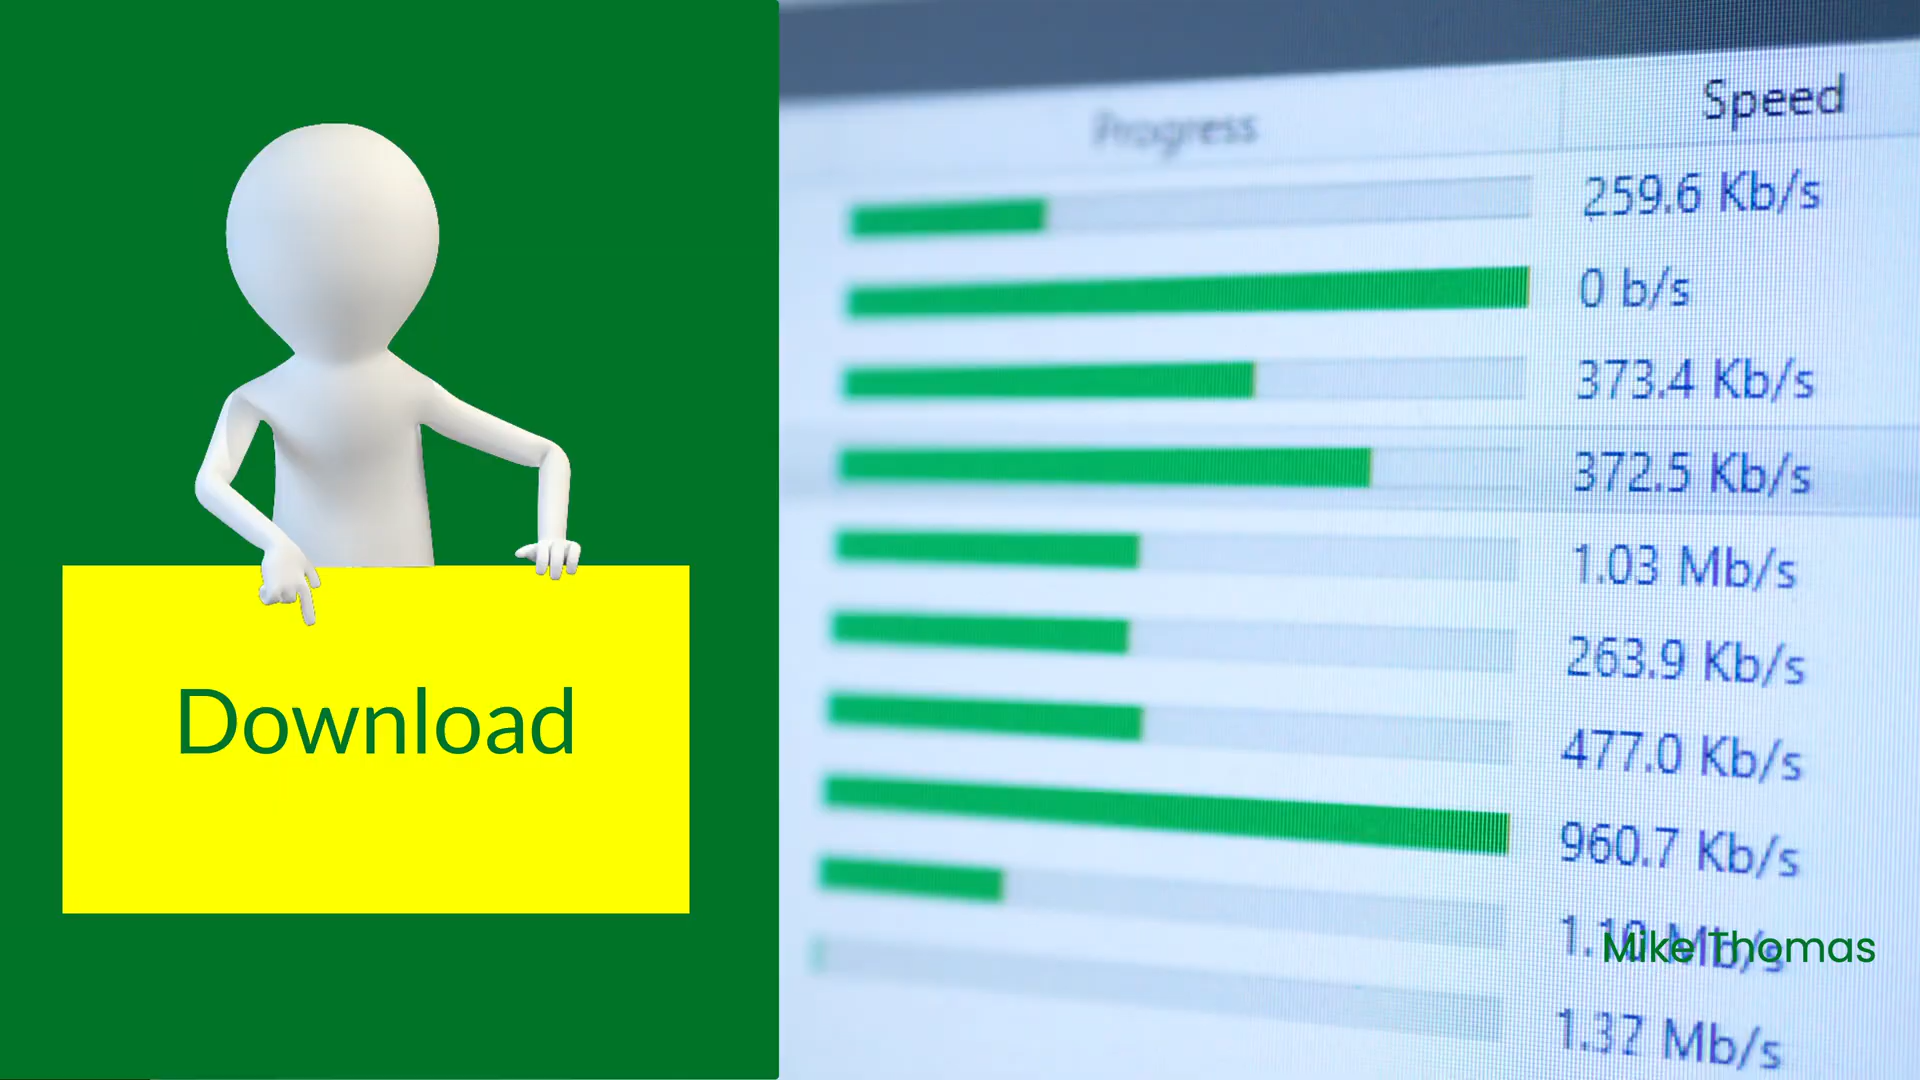 Download
Progress
Speed
259.6 Kb/s
0 b/s
373.4 Kb/s
372.5 Kb/s
1.03 Mb/s
263.9 Kb/s
477.0 Kb/s
960.7 Kb/s
Mike Thomas
1.37 Mb/s